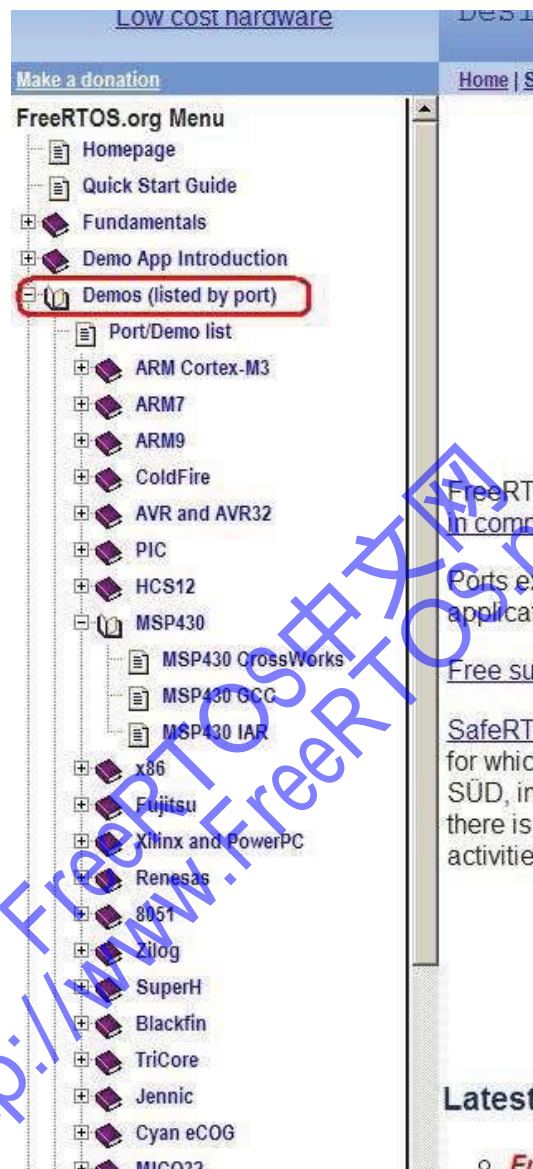 Low cost hardware
Make a donation
Home | S
FreeRTOS.org Menu
Homepage
Quick Start Guide
Fundamentals
Demo App Introduction
Demos (listed by port)
Port/Demo list
ARM Cortex-M3
ARM7
ARM9
ColdFire
AVR and AVR32
PIC
HCS12
MSP430
MSP430 CrossWorks
MSP430 GCC
MSP430 IAR
x86
Fujitsu
Xilinx and PowerPC
Renesas
8051
Zilog
SuperH
Blackfin
TriCore
Jennic
Cyan eCOG
MICO32
FreeRT
in comm
Ports ex
applicat
Free su
SafeRT
for whic
SÜD, in
there is
activitie
Latest
FreeRTOS中文网
p://www.FreeRTOS.n